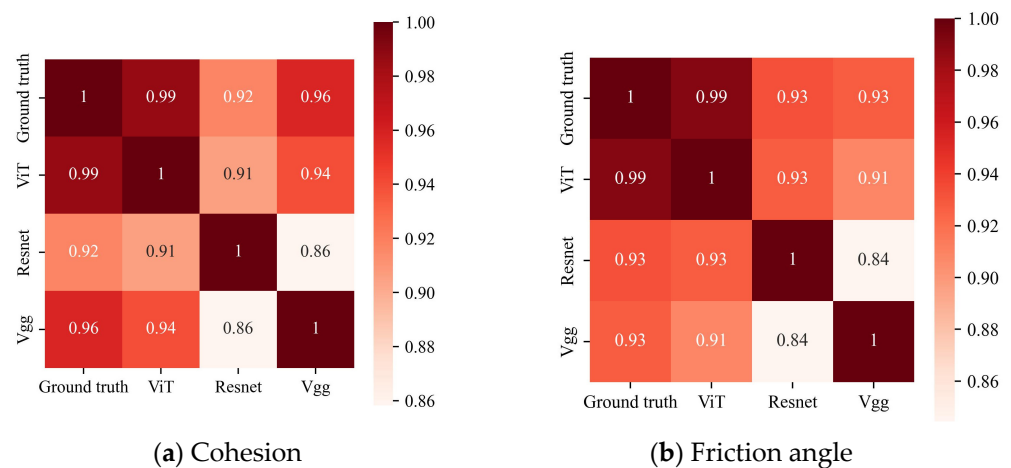 Ground truth 1 0.99 0.92 0.96
ViT 0.99 1 0.91 0.94
Resnet 0.92 0.91 1 0.86
Vgg 0.96 0.94 0.86 1
Ground truth ViT Resnet Vgg
1.00
0.98
0.96
0.94
0.92
0.90
0.88
0.86
(a) Cohesion
Ground truth 1 0.99 0.93 0.93
ViT 0.99 1 0.93 0.91
Resnet 0.93 0.93 1 0.84
Vgg 0.93 0.91 0.84 1
Ground truth ViT Resnet Vgg
1.00
0.98
0.96
0.94
0.92
0.90
0.88
0.86
(b) Friction angle